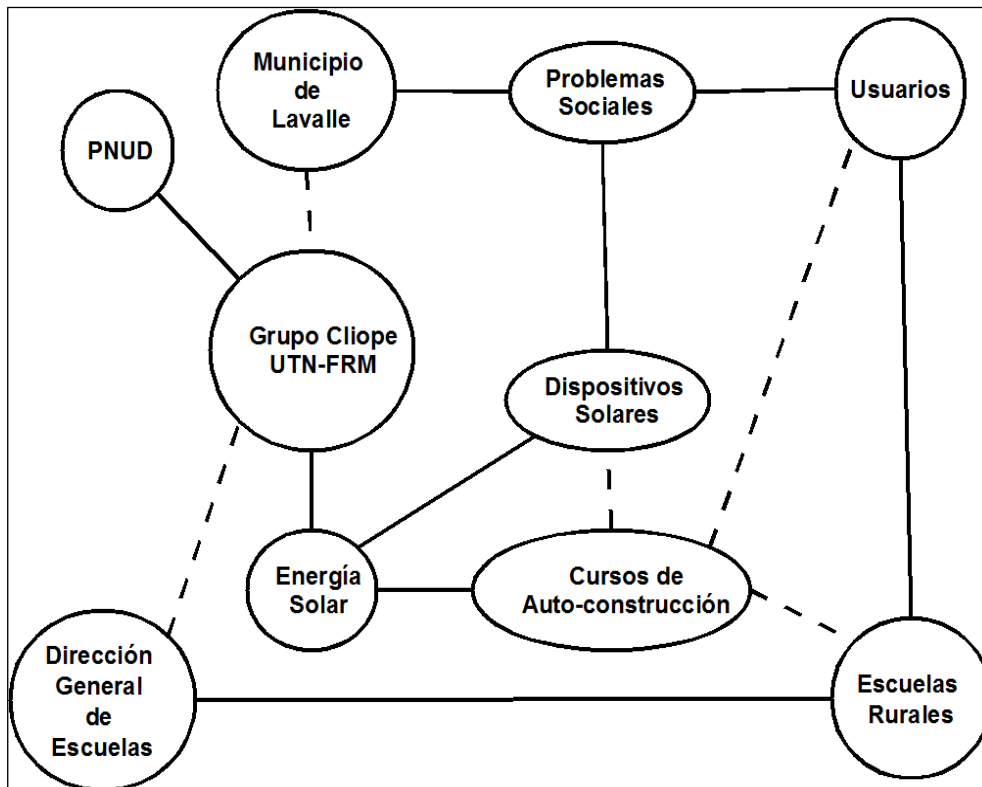 Municipio
de
Lavalle
Problemas
Sociales
Usuarios
PNUD
Grupo Cliope
UTN-FRM
Dispositivos
Solares
Energía
Solar
Cursos de
Auto-construcción
Dirección
General
de
Escuelas
Escuelas
Rurales